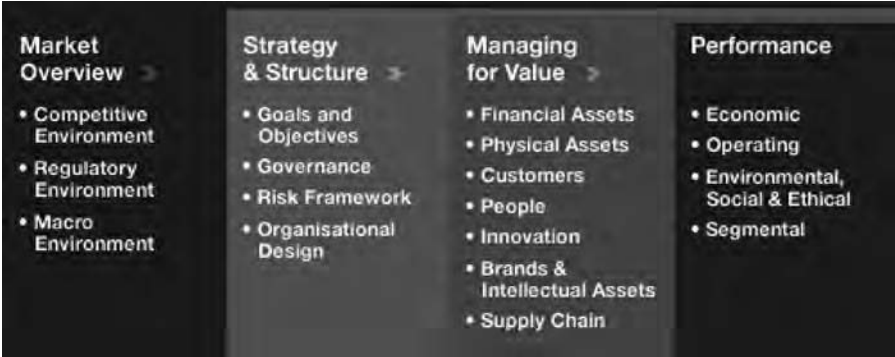 Market
Overview >
• Competitive
Environment
• Regulatory
Environment
• Macro
Environment
Strategy
& Structure >
• Goals and
Objectives
• Governance
• Risk Framework
• Organisational
Design
Managing
for Value >
• Financial Assets
• Physical Assets
• Customers
• People
• Innovation
• Brands &
Intellectual Assets
• Supply Chain
Performance
• Economic
• Operating
• Environmental,
Social & Ethical
• Segmental